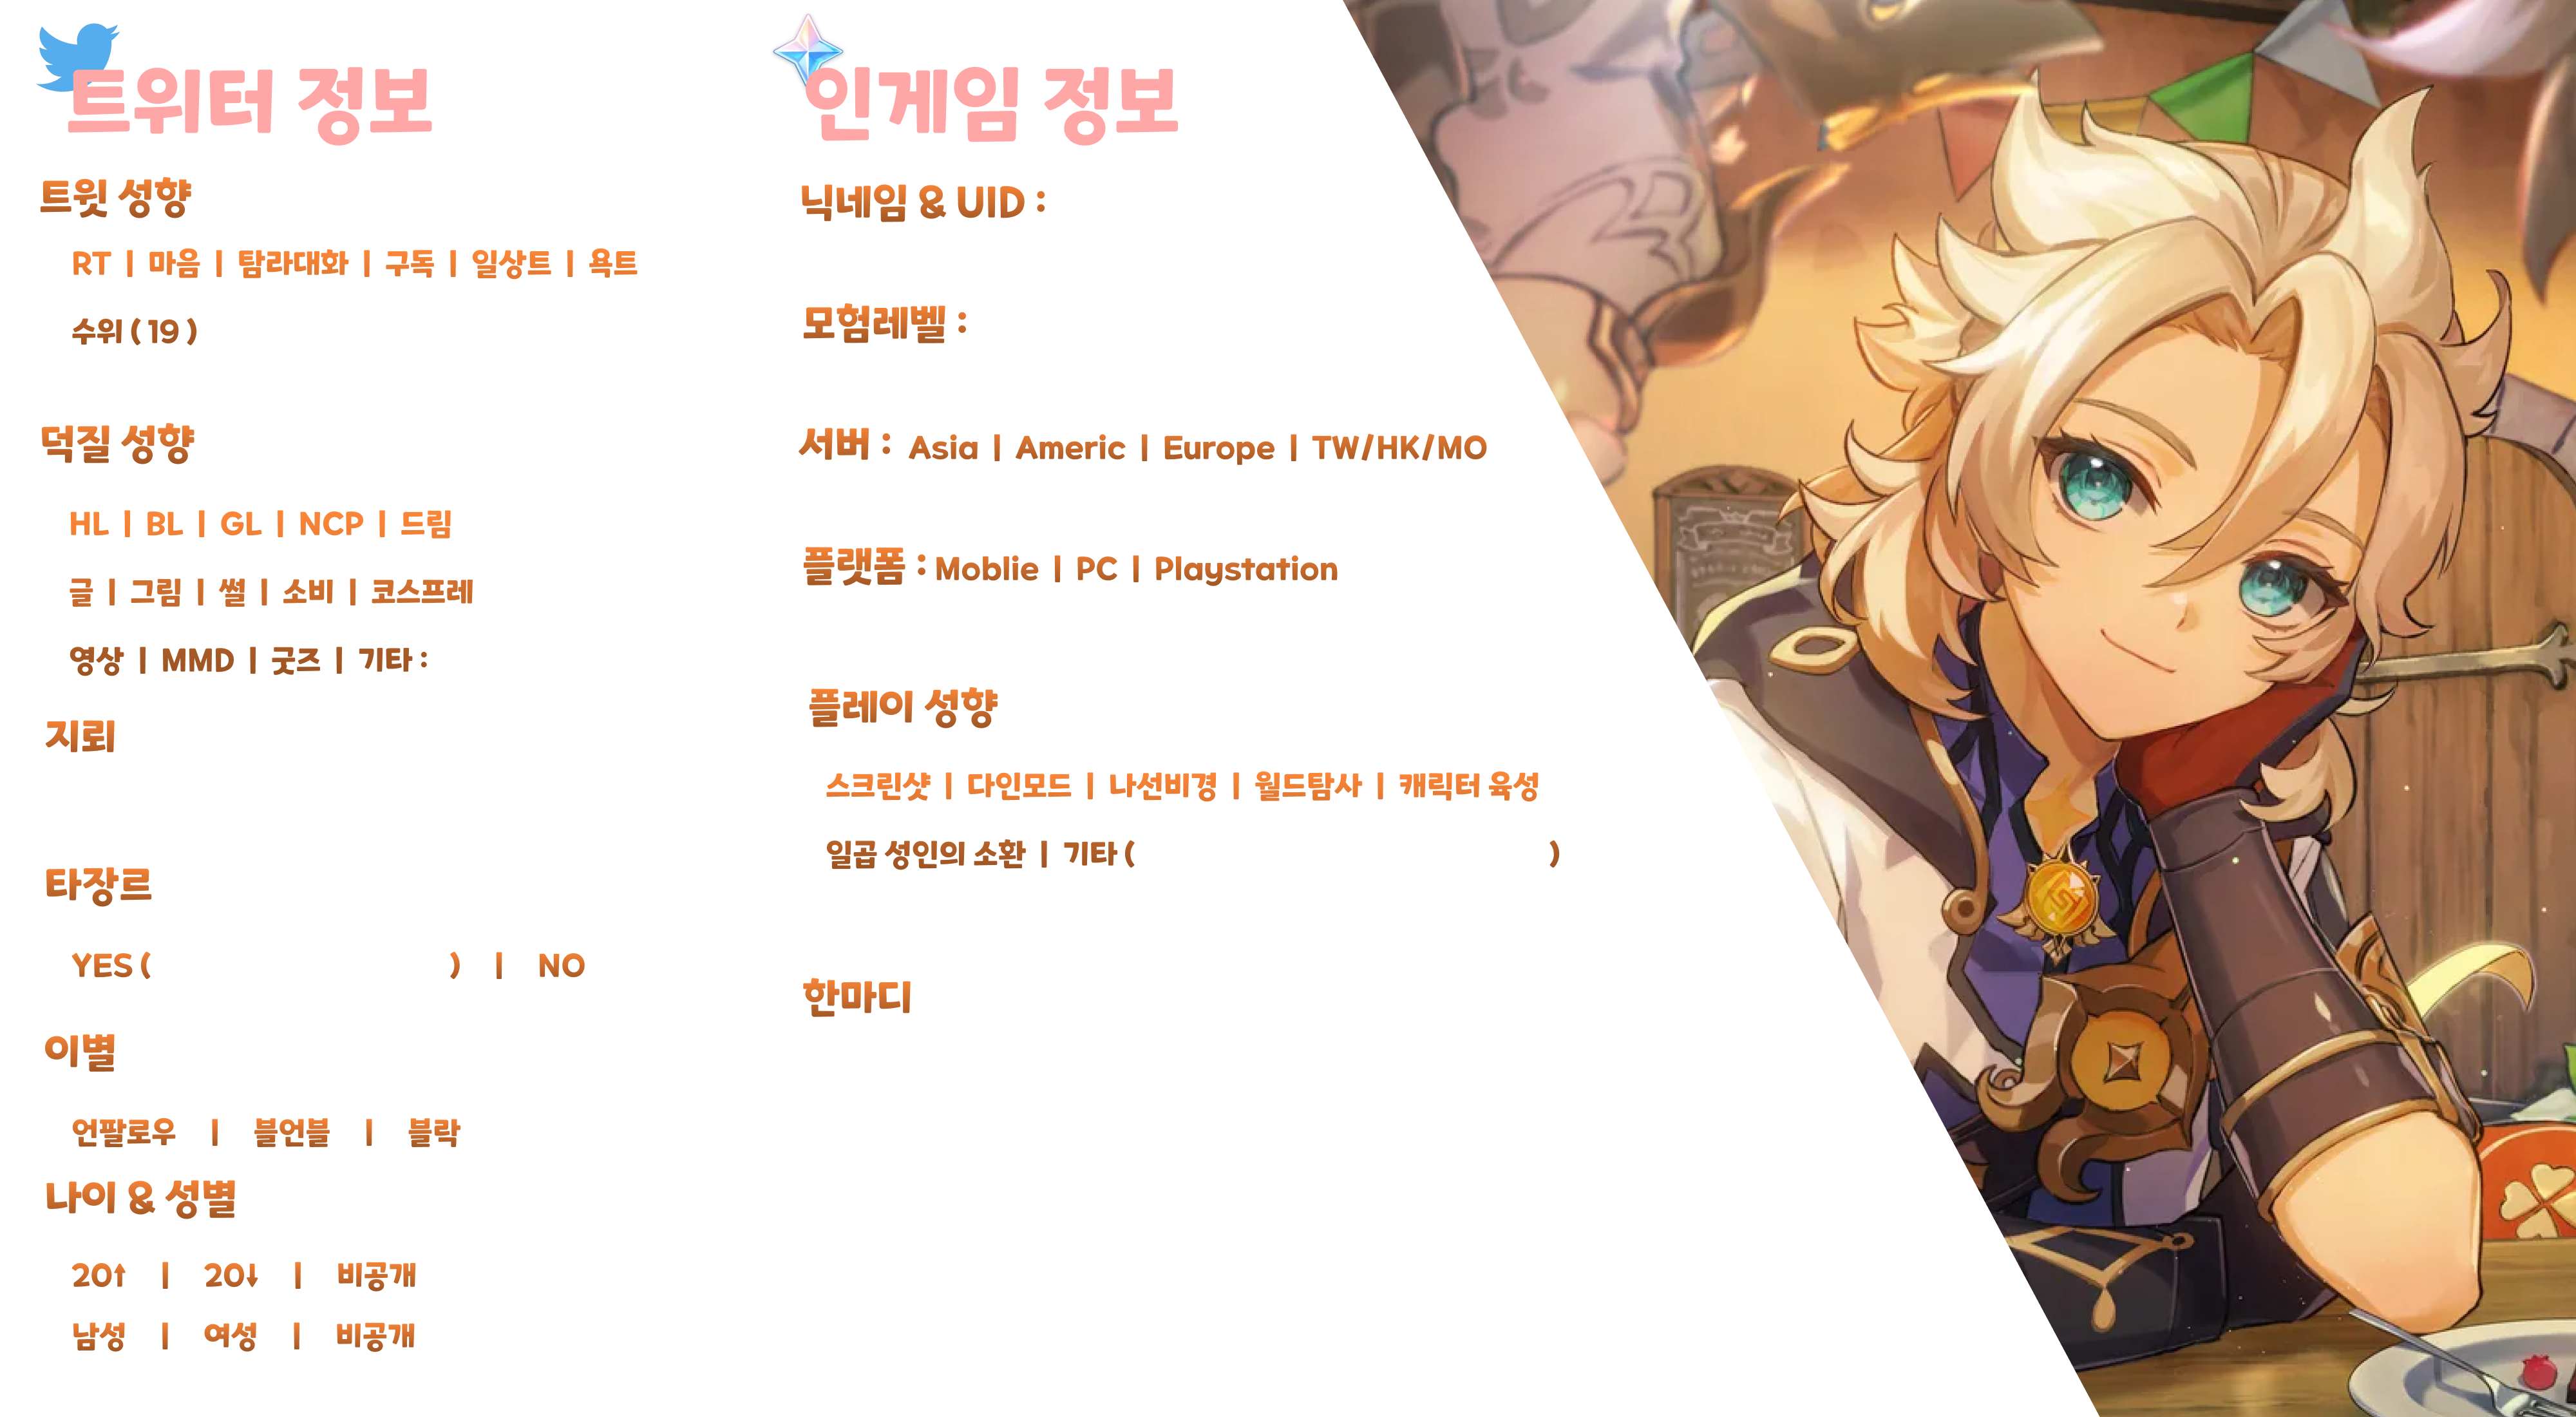 트위터 정보
트윗 성향
RT | 마음 | 탐라대화 | 구독 | 일상트 | 욕트
수위 ( 19 )
덕질 성향
HL | BL | GL | NCP | 드림
글 | 그림 | 썰 | 소비 | 코스프레
영상 | MMD | 굿즈 | 기타 :
지뢰
타장르
YES ( ) | NO
이별
언팔로우 | 블언블 | 블락
나이 & 성별
20↑ | 20↓ | 비공개
남성 | 여성 | 비공개
인게임 정보
닉네임 & UID :
모험레벨 :
서버 : Asia | Americ | Europe | TW/HK/MO
플랫폼 : Moblie | PC | Playstation
플레이 성향
스크린샷 | 다인모드 | 나선비경 | 월드탐사 | 캐릭터 육성
일곱 성인의 소환 | 기타 ( )
한마디